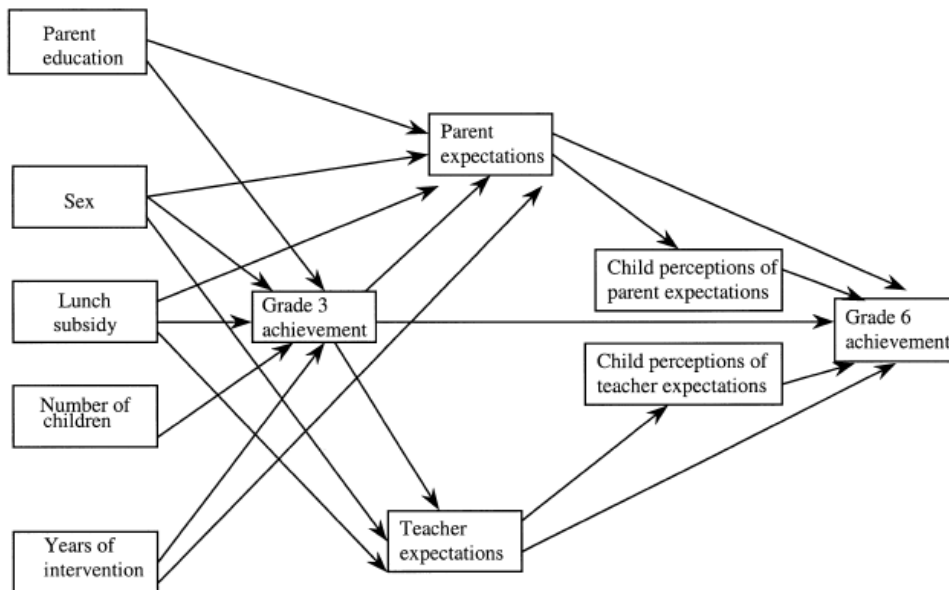 Parent
education
Sex
Lunch
subsidy
Number of
children
Years of
intervention
Grade 3
achievement
Parent
expectations
Teacher
expectations
Child perceptions of
parent expectations
Child perceptions of
teacher expectations
Grade 6
achievement